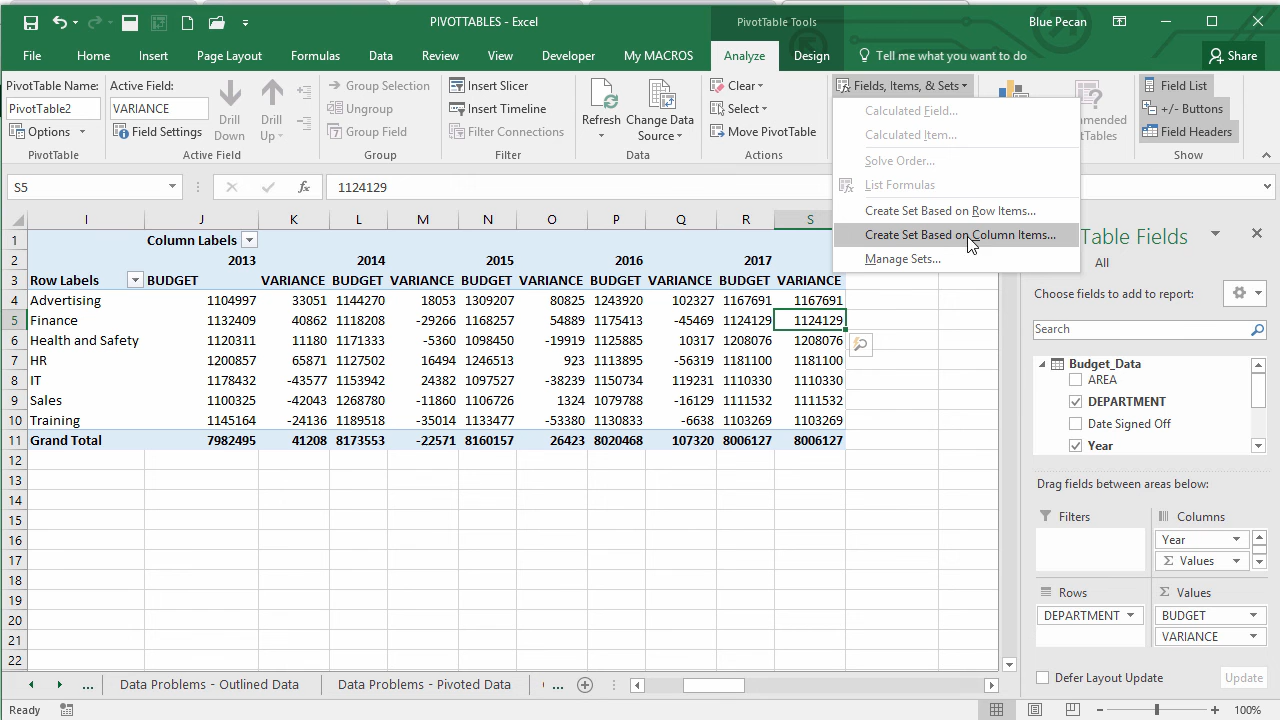 PIVOTTABLES - Excel
PivotTable Tools
Blue Pecan
File Home Insert Page Layout Formulas Data Review View Developer My MACROS Analyze Design Tell me what you want to do Share
PivotTable Name:
PivotTable2
Options
PivotTable
Active Field:
VARIANCE
Field Settings
Drill Down
Drill Up
Active Field
Group Selection
Ungroup
Group Field
Group
Insert Slicer
Insert Timeline
Filter Connections
Filter
Refresh
Change Data Source
Data
Clear
Select
Move PivotTable
Actions
Fields, Items, & Sets
Calculated Field...
Calculated Item...
Solve Order...
List Formulas
Create Set Based on Row Items...
Create Set Based on Column Items...
Manage Sets...
Field List
+/- Buttons
Field Headers
Show
S5
fx
1124129
I J K L M N O P Q R S
1 Column Labels
2 2013 2014 2015 2016 2017
3 Row Labels BUDGET VARIANCE BUDGET VARIANCE BUDGET VARIANCE BUDGET VARIANCE BUDGET VARIANCE
4 Advertising 1104997 33051 1144270 18053 1309207 80825 1243920 102327 1167691 1167691
5 Finance 1132409 40862 1118208 -29266 1168257 54889 1175413 -45469 1124129 1124129
6 Health and Safety 1120311 11180 1171333 -5360 1098450 -19919 1125885 10317 1208076 1208076
7 HR 1200857 65871 1127502 16494 1246513 923 1113895 -56319 1181100 1181100
8 IT 1178432 -43577 1153942 24382 1097527 -38239 1150734 119231 1110330 1110330
9 Sales 1100325 -42043 1268780 -11860 1106276 1324 1079788 -16129 1111532 1111532
10 Training 1145164 -24136 1189318 -35014 1133477 -53380 1130833 -6638 1103269 1103269
11 Grand Total 7982495 41208 8173553 -22571 8160157 26423 8020468 107320 8006127 8006127
12
13
14
15
16
17
18
19
20
21
22
Table Fields
All
Choose fields to add to report:
Search
Budget_Data
AREA
DEPARTMENT
Date Signed Off
Year
Drag fields between areas below:
Filters
Columns
Year
Σ Values
Rows
DEPARTMENT
Σ Values
BUDGET
VARIANCE
Defer Layout Update
Update
... Data Problems - Outlined Data Data Problems - Pivoted Data ...
Ready
100%